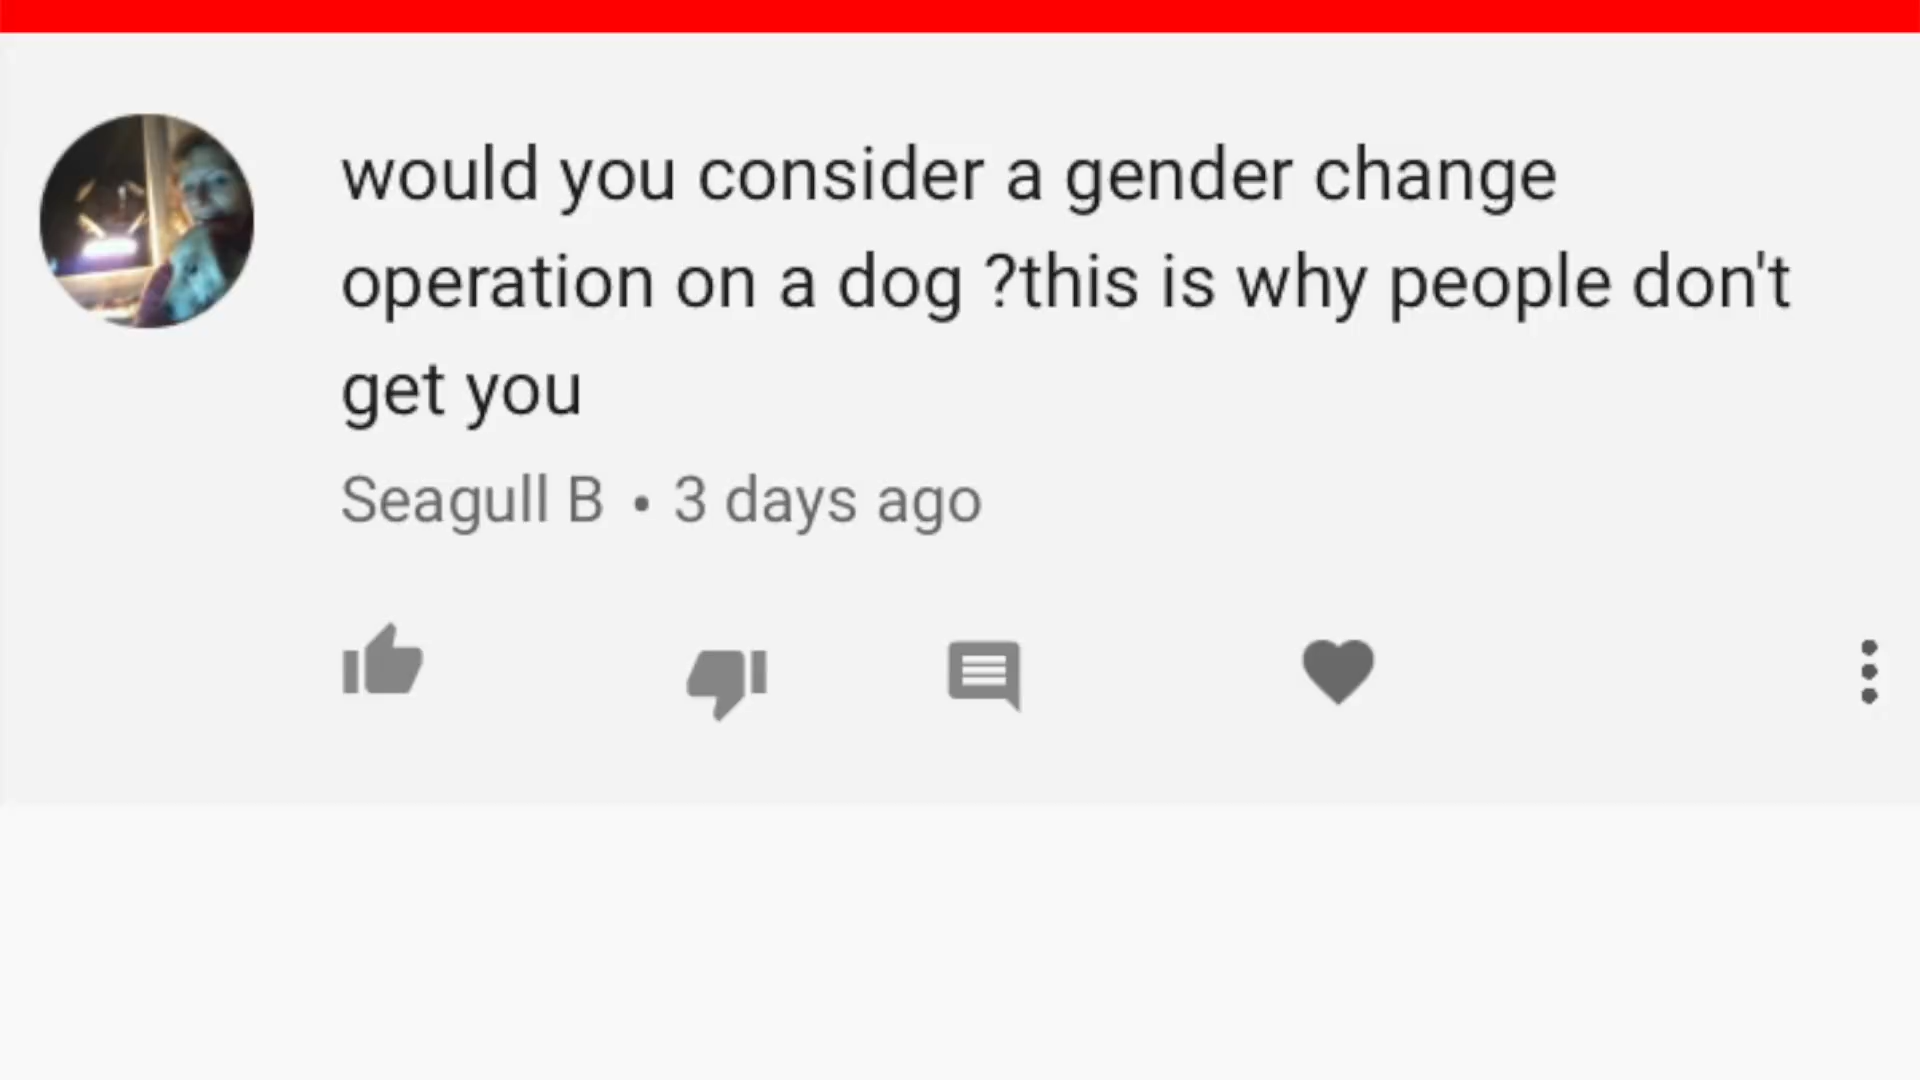 would you consider a gender change
operation on a dog ?this is why people don't
get you
Seagull B • 3 days ago